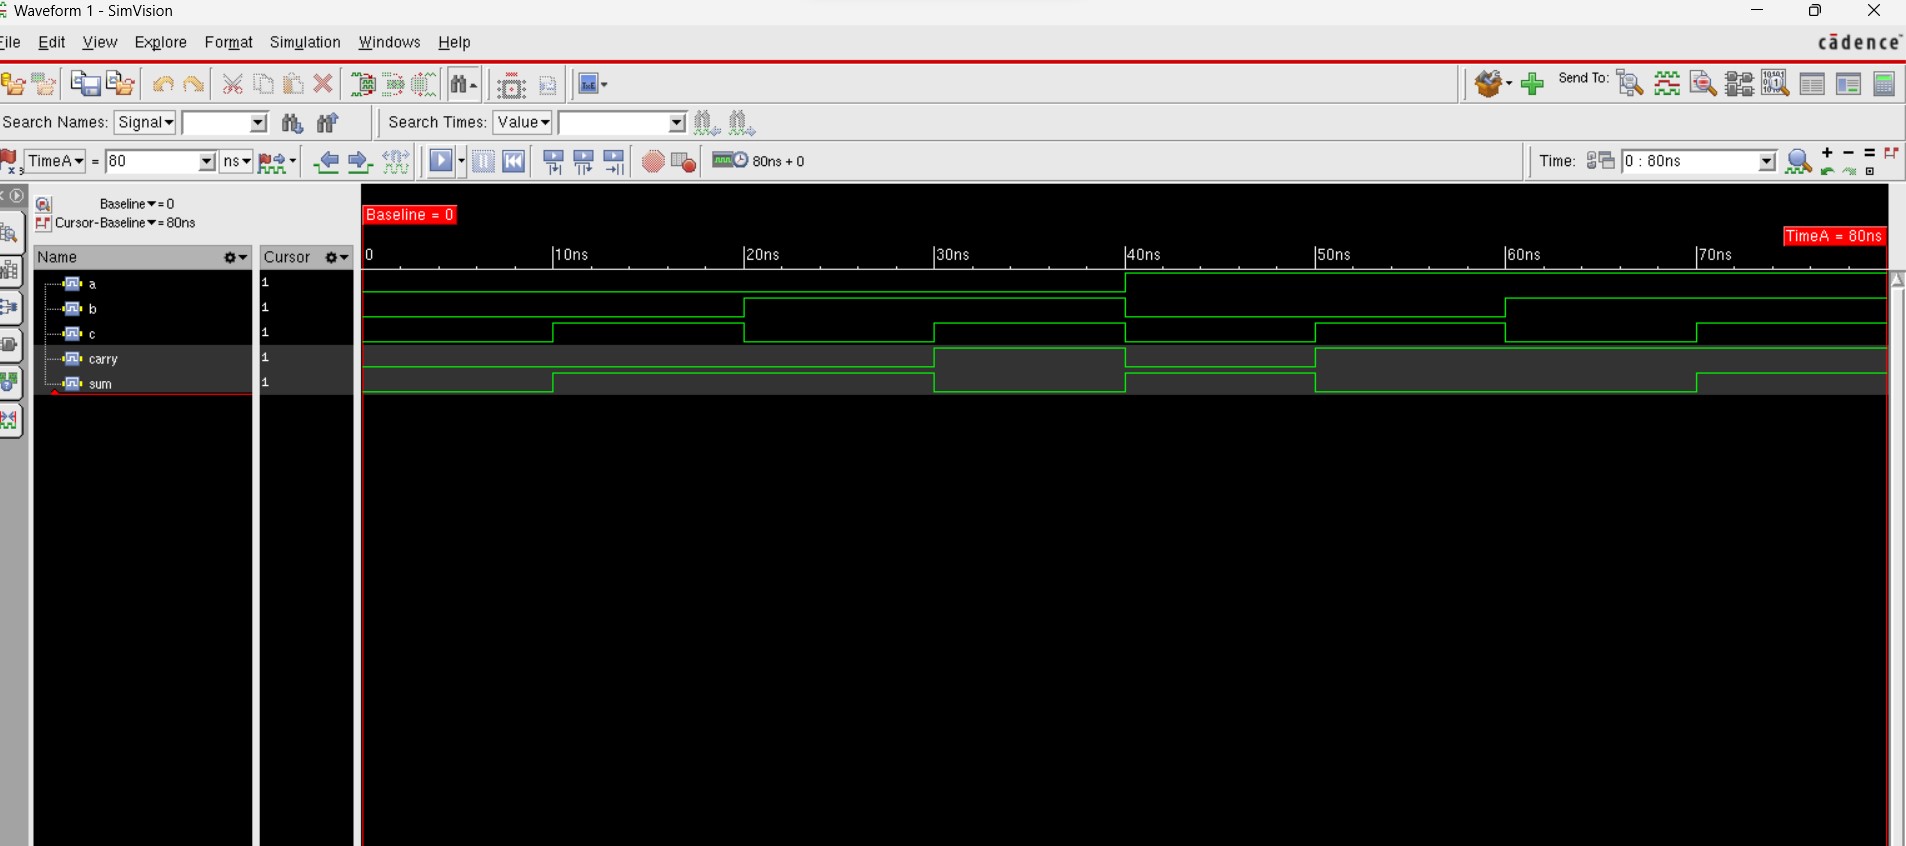 Waveform 1 - SimVision
File Edit View Explore Format Simulation Windows Help
cādence
Send To:
Search Names: Signal Search Times: Value
TimeA = 80 ns 80ns + 0 Time: 0 : 80ns
Baseline = 0
Cursor-Baseline = 80ns
Baseline = 0
TimeA = 80ns
Name Cursor 0 10ns 20ns 30ns 40ns 50ns 60ns 70ns
a 1
b 1
c 1
carry 1
sum 1